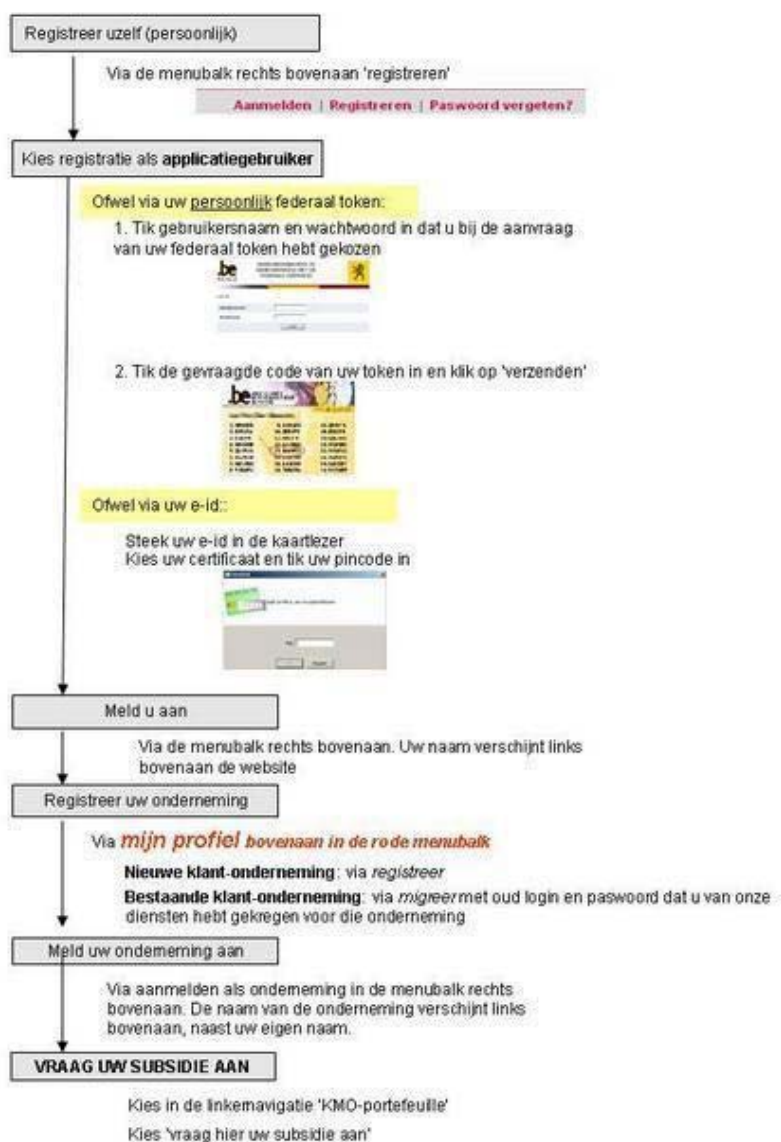 Registreer uzelf (persoonlijk)
Via de menubalk rechts bovenaan 'registreren'
Aanmelden | Registreren | Paswoord vergeten?
Kies registratie als applicatiegebruiker
Ofwel via uw persoonlijk federaal token:
1. Tik gebruikersnaam en wachtwoord in dat u bij de aanvraag
van uw federaal token hebt gekozen
.be
2. Tik de gevraagde code van uw token in en klik op 'verzenden'
.be
Ofwel via uw e-id::
Steek uw e-id in de kaartlezer
Kies uw certificaat en tik uw pincode in
Meld u aan
Via de menubalk rechts bovenaan. Uw naam verschijnt links
bovenaan de website
Registreer uw onderneming
Via mijn profiel bovenaan in de rode menubalk
Nieuwe klant-onderneming: via registreer
Bestaande klant-onderneming: via migreer met oud login en paswoord dat u van onze
diensten hebt gekregen voor die onderneming
Meld uw onderneming aan
Via aanmelden als onderneming in de menubalk rechts
bovenaan. De naam van de onderneming verschijnt links
bovenaan, naast uw eigen naam.
VRAAG UW SUBSIDIE AAN
Kies in de linkernavigatie 'KMO-portefeuille'
Kies 'vraag hier uw subsidie aan'